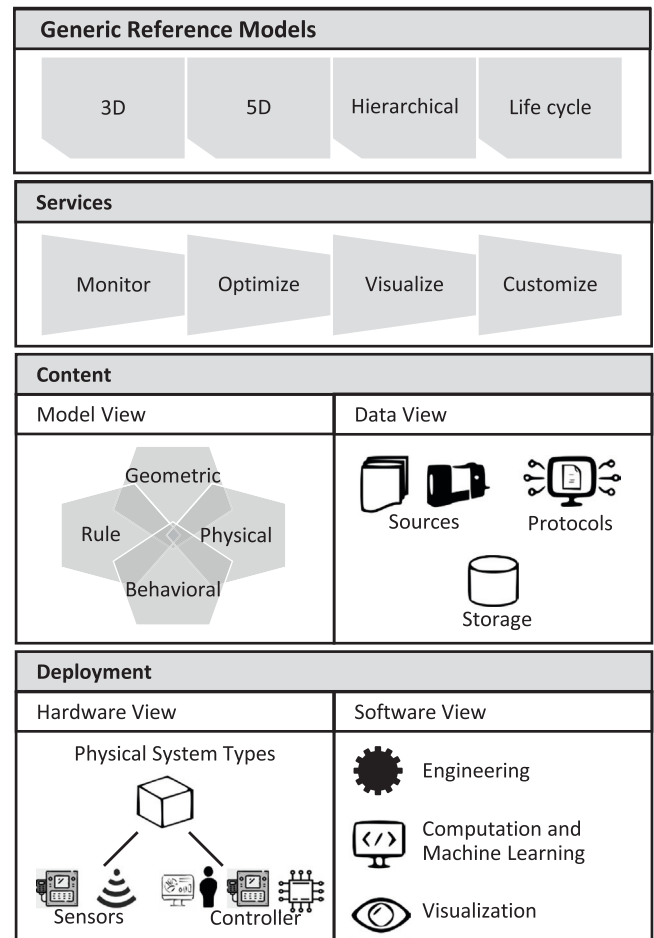 Generic Reference Models
3D
5D
Hierarchical
Life cycle
Services
Monitor
Optimize
Visualize
Customize
Content
Model View
Data View
Geometric
Rule
Physical
Behavioral
Sources
Protocols
Storage
Deployment
Hardware View
Software View
Physical System Types
Sensors
Controller
Engineering
Computation and
Machine Learning
Visualization